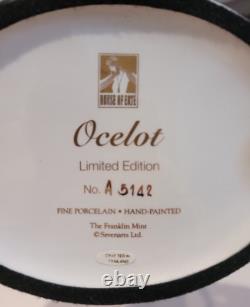 HOUSE OF ERTÉ
Ocelot
Limited Edition
No. A 5142
FINE PORCELAIN • HAND-PAINTED
The Franklin Mint
© Sevenarts Ltd.